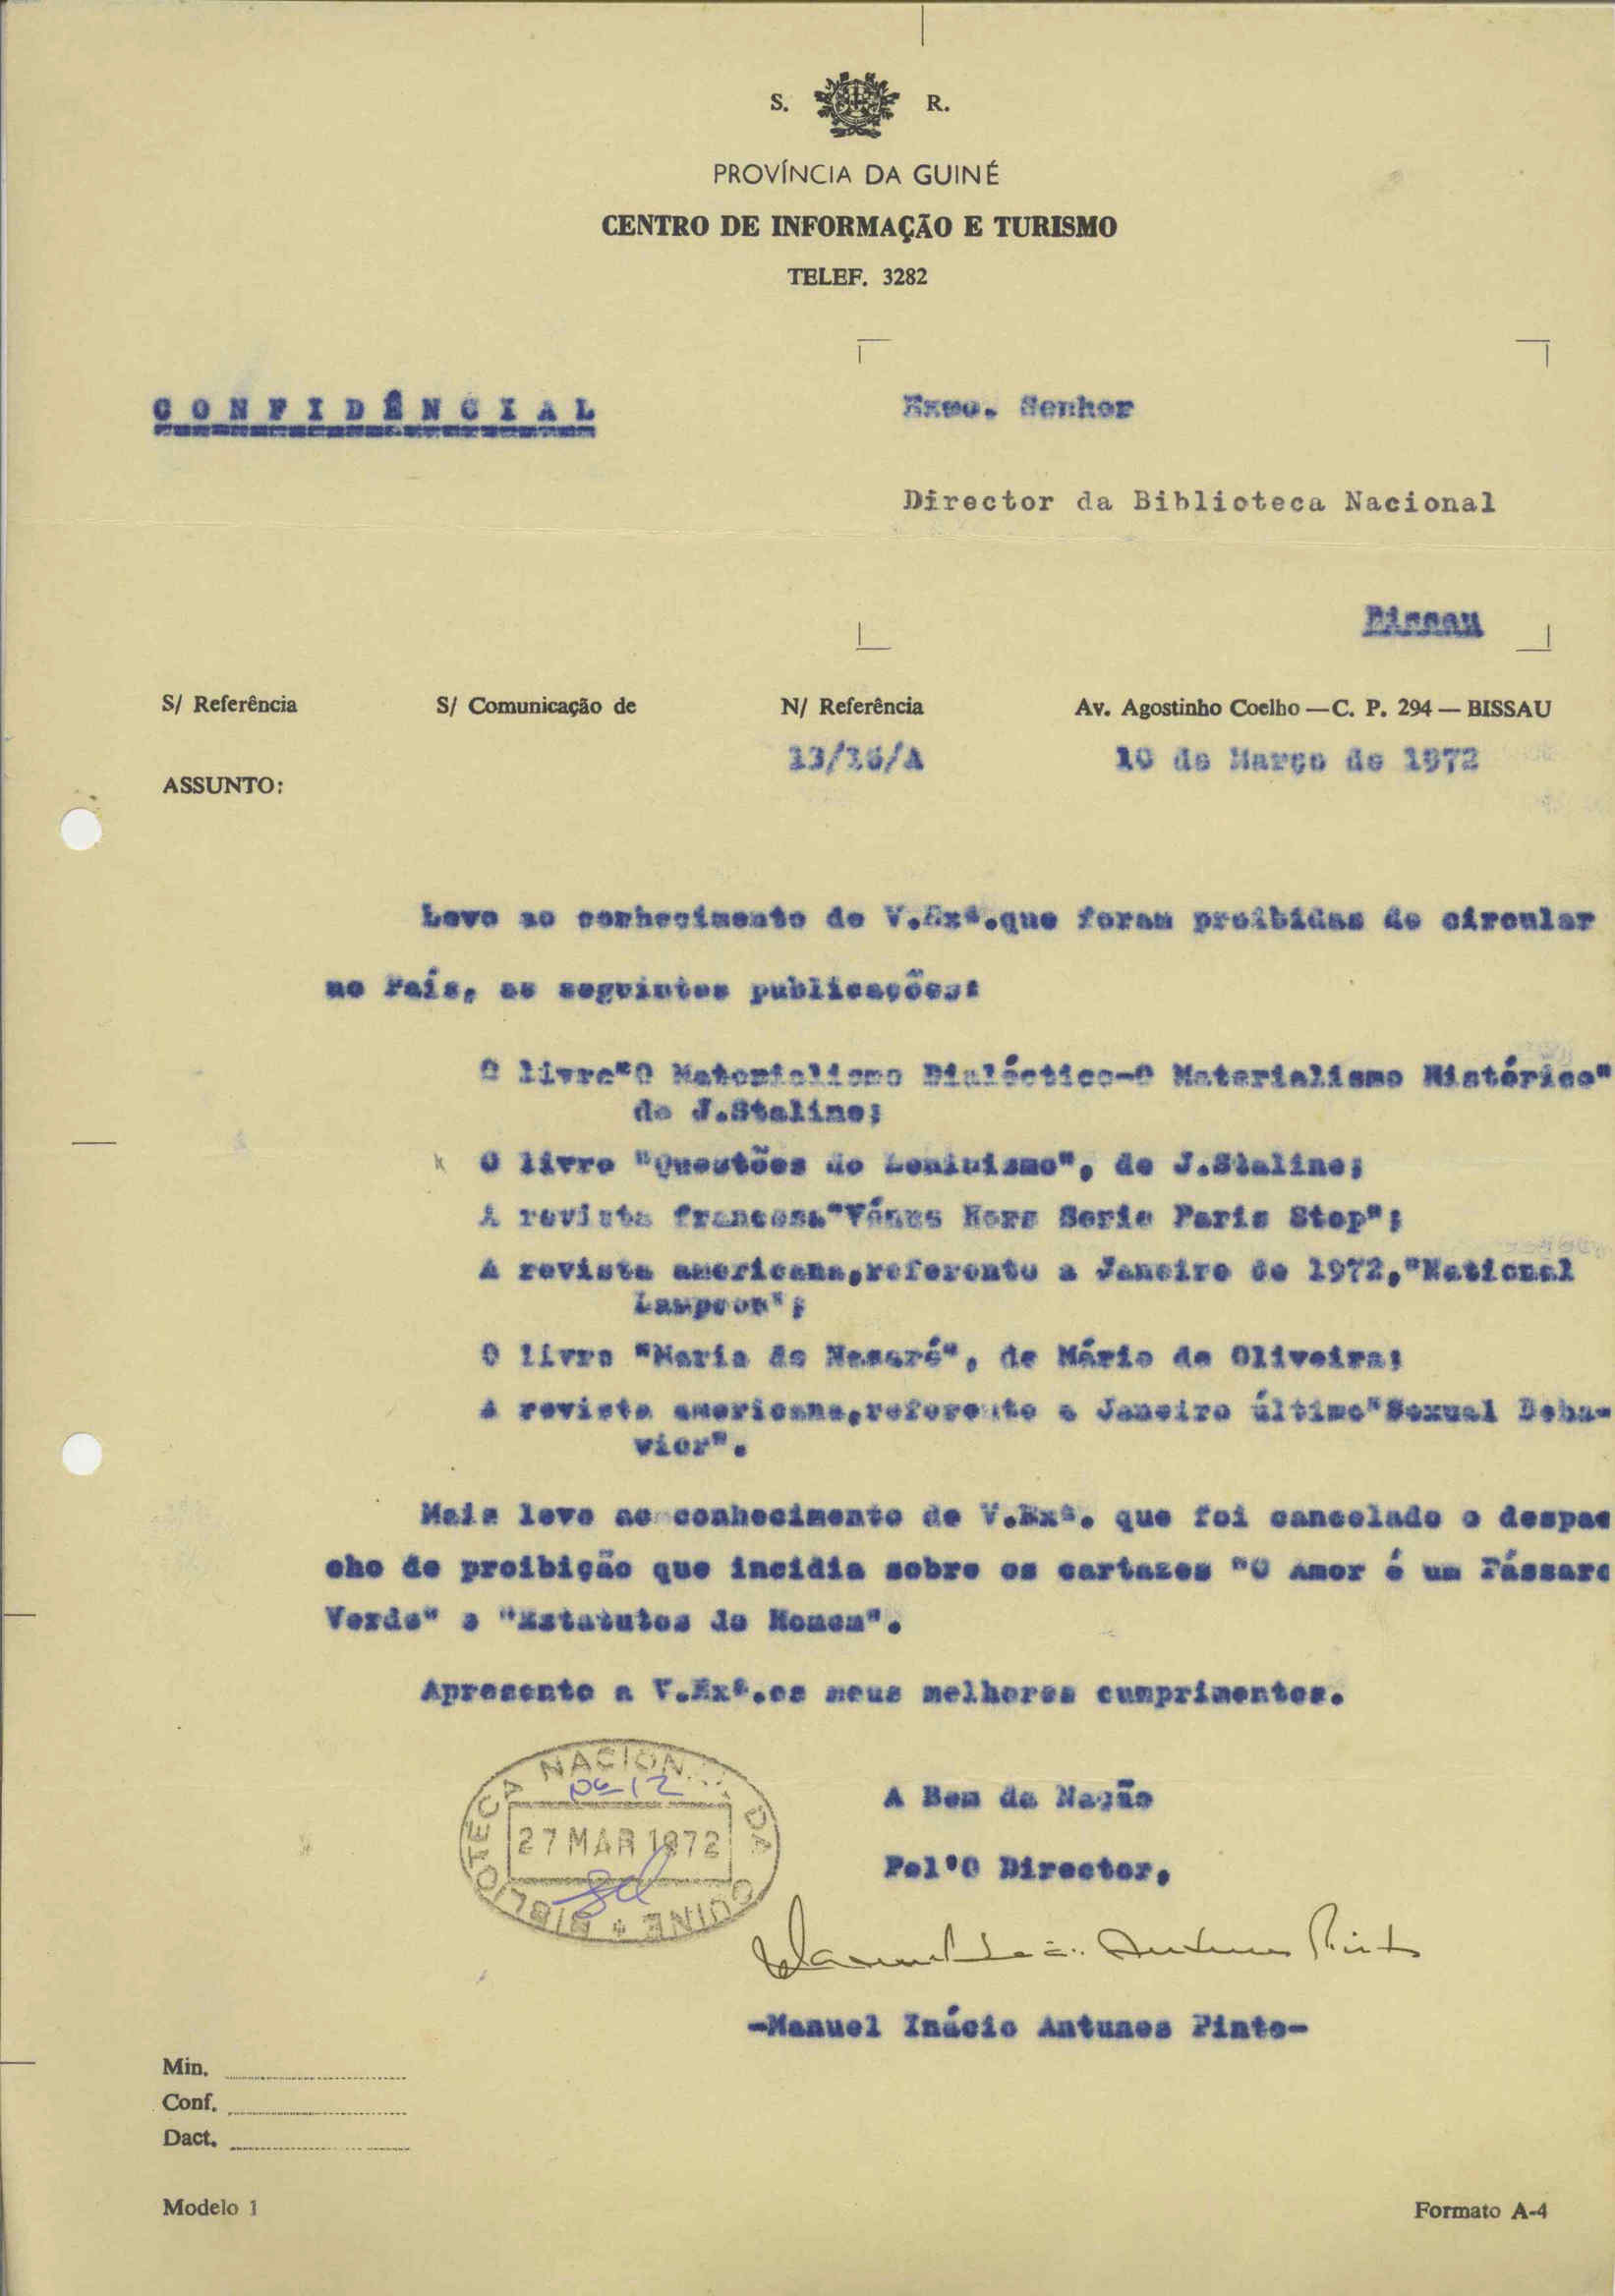 S. R.
PROVÍNCIA DA GUINÉ
CENTRO DE INFORMAÇÃO E TURISMO
TELEF. 3282
CONFIDÊNCIAL
Exmo. Senhor
Director da Biblioteca Nacional
Bissau
S/ Referência S/ Comunicação de N/ Referência Av. Agostinho Coelho — C. P. 294 — BISSAU
13/16/A 10 de Março de 1972
ASSUNTO:
Levo ao conhecimento de V.Exª.que foram proibidas de circular
no País, as seguintes publicações:
O livro"O Materialismo Dialéctico-O Materialismo Histórico"
de J.Staline;
O livro "Questões do Leninismo", de J.Staline;
A revista francesa"Vénus Hors Serie Paris Stop";
A revista americana,referente a Janeiro de 1972,"National
Lampoon";
O livro "Maria de Nazaré", de Mário de Oliveira;
A revista americana,referente a Janeiro último"Sexual Beha-
vior".
Mais levo ao conhecimento de V.Exª. que foi cancelado o despa
cho de proibição que incidia sobre os cartazes "O Amor é um Pássaro
Verde" e "Estatutos do Homem".
Apresento a V.Exª.os meus melhores cumprimentos.
BIBLIOTECA NACION DA GUINE
27 MAR 1972
A Bem da Nação
Pel'O Director,
Manuel Antunes Pinto
-Manuel Inácio Antunes Pinto-
Min.
Conf.
Dact.
Modelo 1 Formato A-4